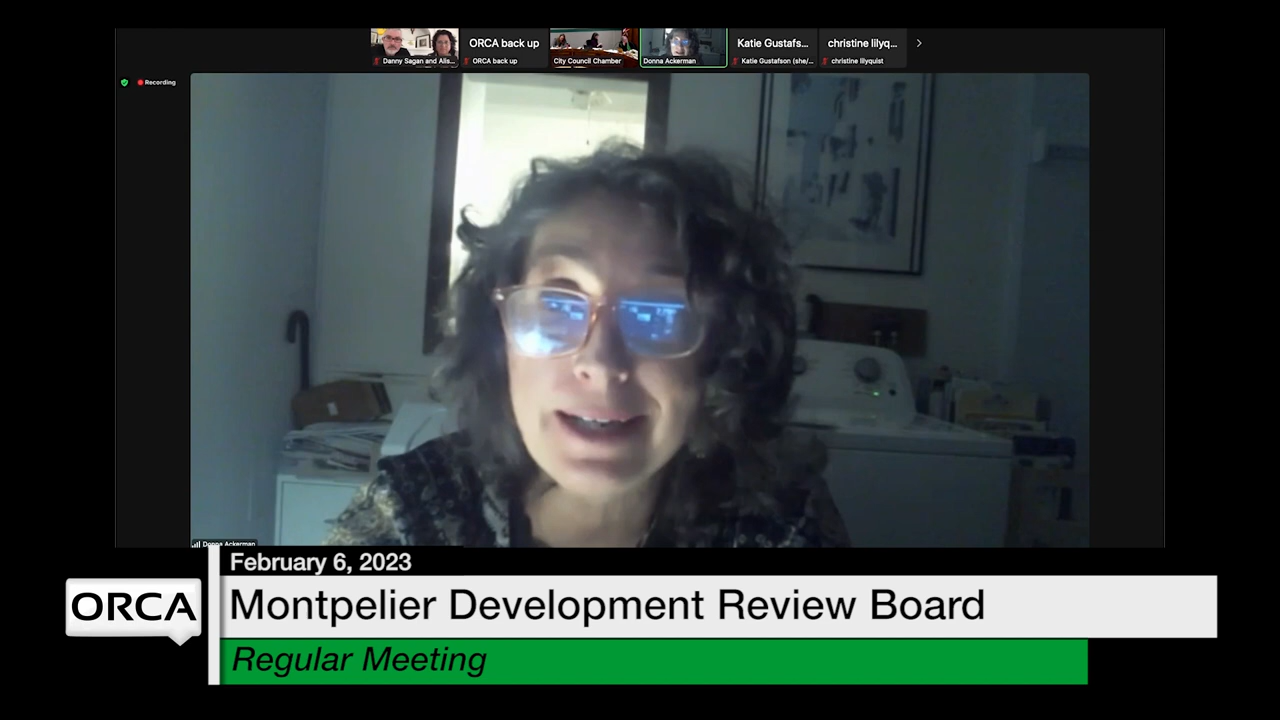 ORCA back up
Katie Gustafs...
christine lilyq...
Danny Sagan and Alis...
ORCA back up
City Council Chamber
Donna Ackerman
Katie Gustafson (she/...
christine lilyquist
Recording
Donna Ackerman
February 6, 2023
ORCA
Montpelier Development Review Board
Regular Meeting